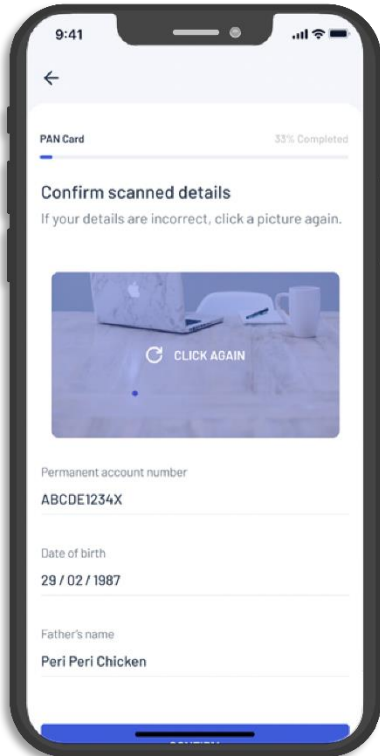 9:41
PAN Card 33% Completed
Confirm scanned details
If your details are incorrect, click a picture again.
CLICK AGAIN
Permanent account number
ABCDE1234X
Date of birth
29 / 02 / 1987
Father's name
Peri Peri Chicken